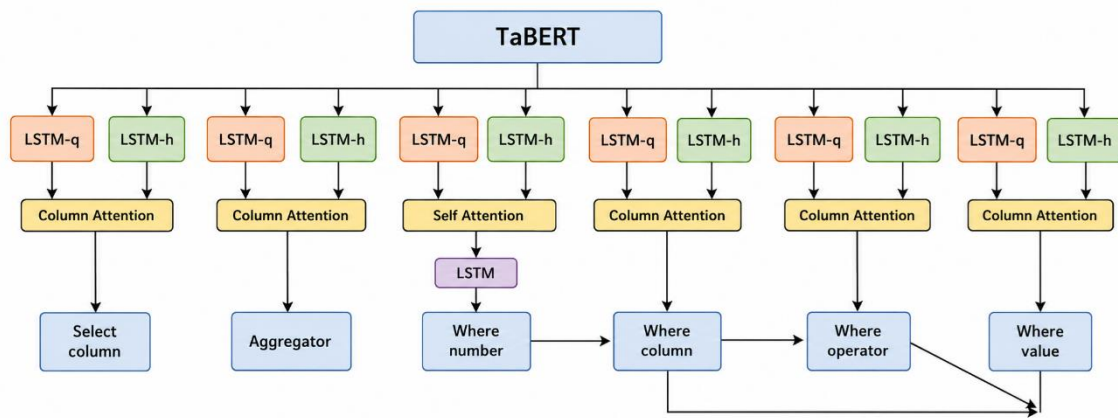 TaBERT
LSTM-q LSTM-h LSTM-q LSTM-h LSTM-q LSTM-h LSTM-q LSTM-h LSTM-q LSTM-h LSTM-q LSTM-h
Column Attention Column Attention Self Attention Column Attention Column Attention Column Attention
LSTM
Select
column
Aggregator
Where
number
Where
column
Where
operator
Where
value